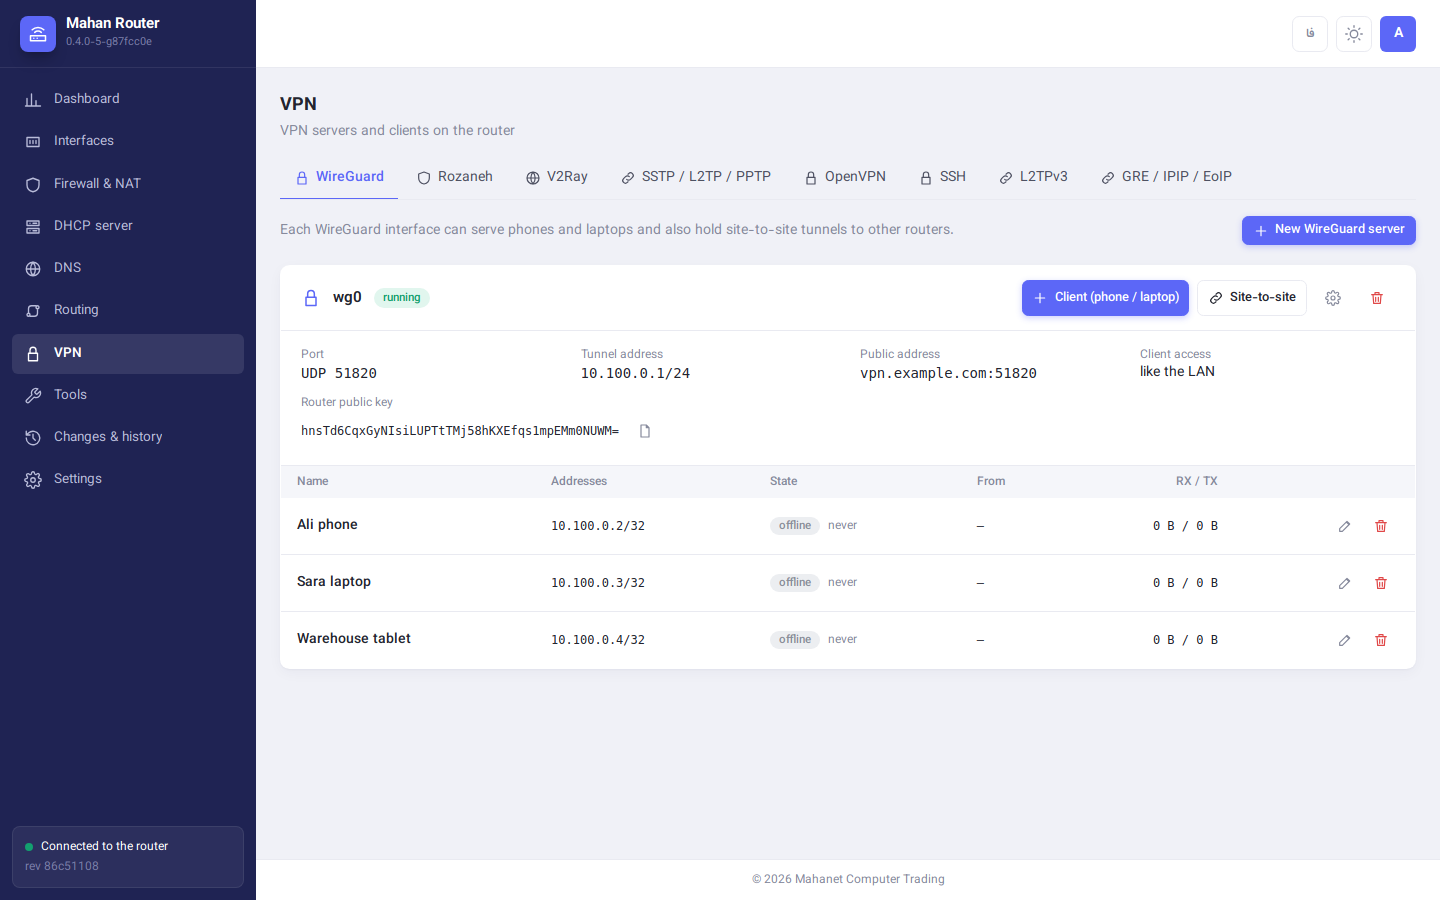 Mahan Router
0.4.0-5-g87fcc0e
فا
A
Dashboard
Interfaces
Firewall & NAT
DHCP server
DNS
Routing
VPN
Tools
Changes & history
Settings
Connected to the router
rev 86c51108
VPN
VPN servers and clients on the router
WireGuard
Rozaneh
V2Ray
SSTP / L2TP / PPTP
OpenVPN
SSH
L2TPv3
GRE / IPIP / EoIP
Each WireGuard interface can serve phones and laptops and also hold site-to-site tunnels to other routers.
New WireGuard server
wg0 running
Client (phone / laptop)
Site-to-site
Port
UDP 51820
Tunnel address
10.100.0.1/24
Public address
vpn.example.com:51820
Client access
like the LAN
Router public key
hnsTd6CqxGyNIsiLUPTtTMj58hKXEfqs1mpEMm0NUWM=
Name Addresses State From RX / TX
Ali phone 10.100.0.2/32 offline never — 0 B / 0 B
Sara laptop 10.100.0.3/32 offline never — 0 B / 0 B
Warehouse tablet 10.100.0.4/32 offline never — 0 B / 0 B
© 2026 Mahanet Computer Trading